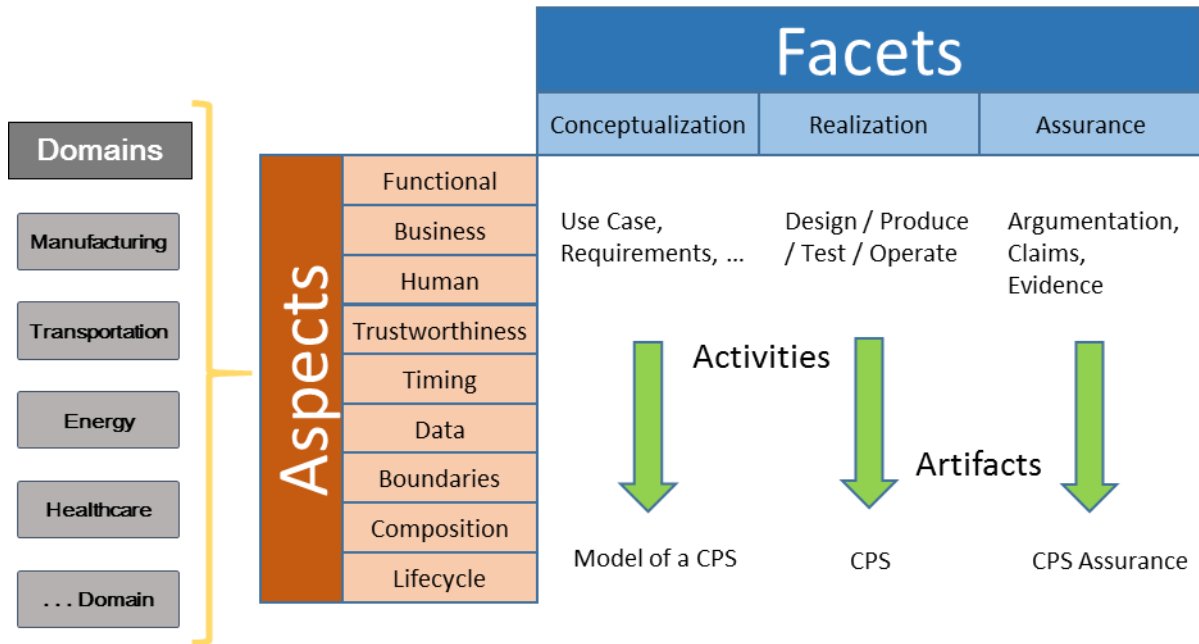 Facets
Conceptualization
Realization
Assurance
Domains
Manufacturing
Transportation
Energy
Healthcare
. . . Domain
Aspects
Functional
Business
Human
Trustworthiness
Timing
Data
Boundaries
Composition
Lifecycle
Use Case,
Requirements, ...
Design / Produce
/ Test / Operate
Argumentation,
Claims,
Evidence
Activities
Artifacts
Model of a CPS
CPS
CPS Assurance